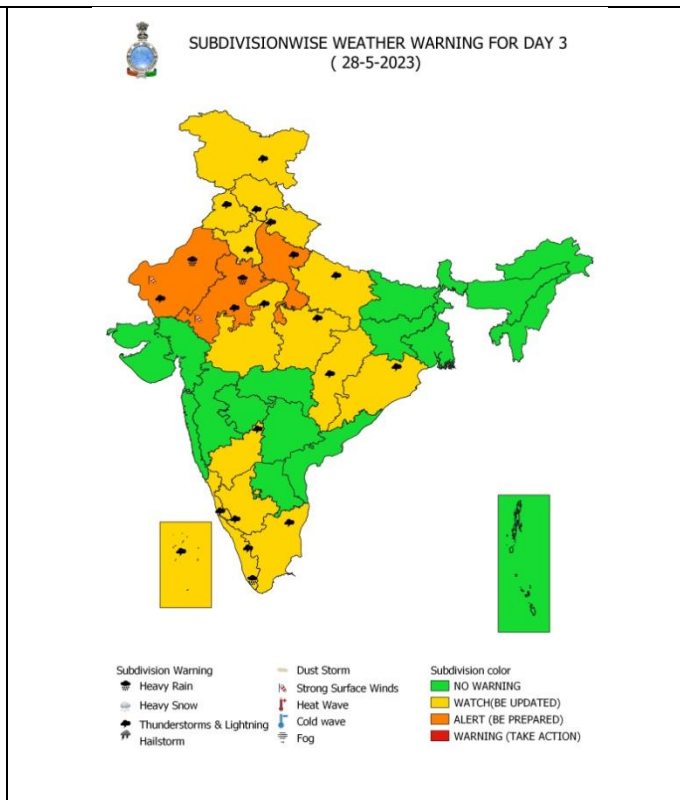 SUBDIVISIONWISE WEATHER WARNING FOR DAY 3
( 28-5-2023)
Subdivision Warning
Heavy Rain
Heavy Snow
Thunderstorms & Lightning
Hailstorm
Dust Storm
Strong Surface Winds
Heat Wave
Cold wave
Fog
Subdivision color
NO WARNING
WATCH(BE UPDATED)
ALERT (BE PREPARED)
WARNING (TAKE ACTION)